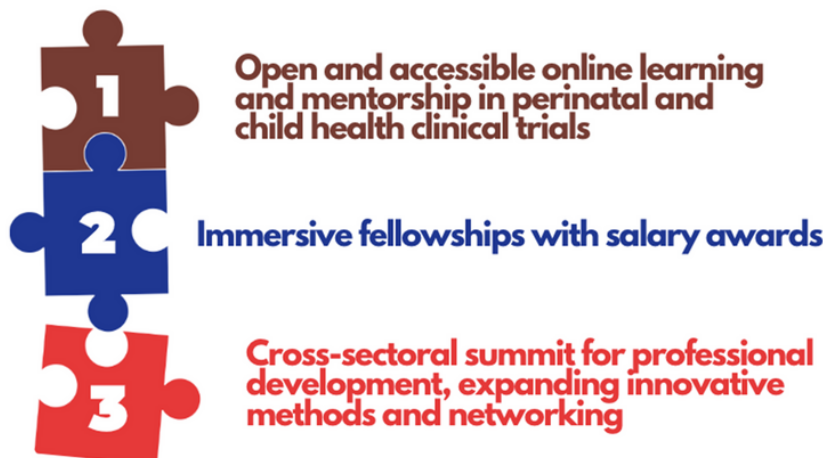 1
Open and accessible online learning
and mentorship in perinatal and
child health clinical trials
2
Immersive fellowships with salary awards
3
Cross-sectoral summit for professional
development, expanding innovative
methods and networking